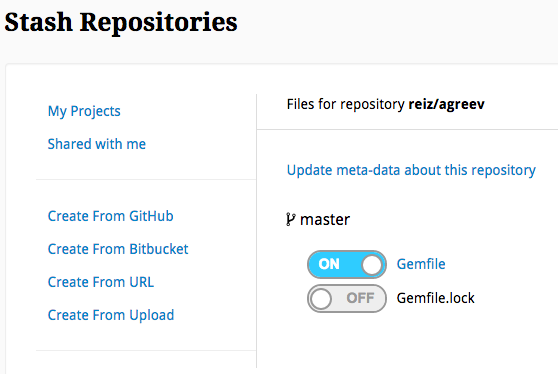 Stash Repositories
My Projects
Shared with me
Create From GitHub
Create From Bitbucket
Create From URL
Create From Upload
Files for repository reiz/agreev
Update meta-data about this repository
master
ON Gemfile
OFF Gemfile.lock